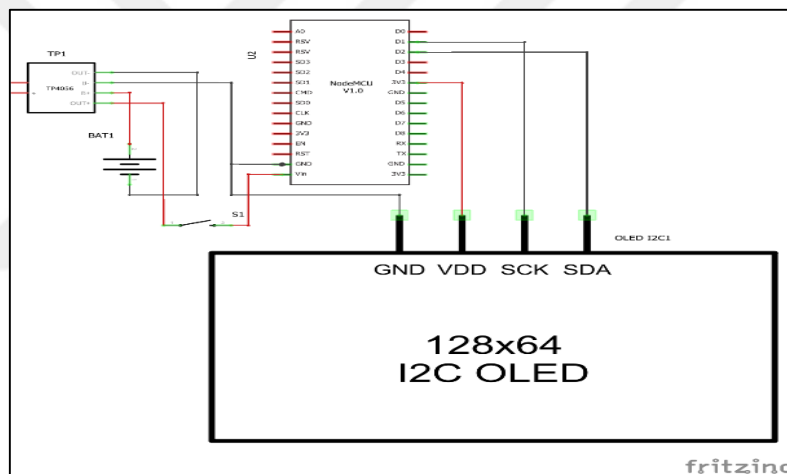 TP1
OUT-
B-
B+
OUT+
TP4056
BAT1
S1
U2
NodeMCU
V1.0
A0
RSV
RSV
SD3
SD2
SD1
CMD
SD0
CLK
GND
3V3
EN
RST
GND
Vin
D0
D1
D2
D3
D4
3V3
GND
D5
D6
D7
D8
RX
TX
GND
3V3
OLED I2C1
GND VDD SCK SDA
128x64
I2C OLED
fritzing